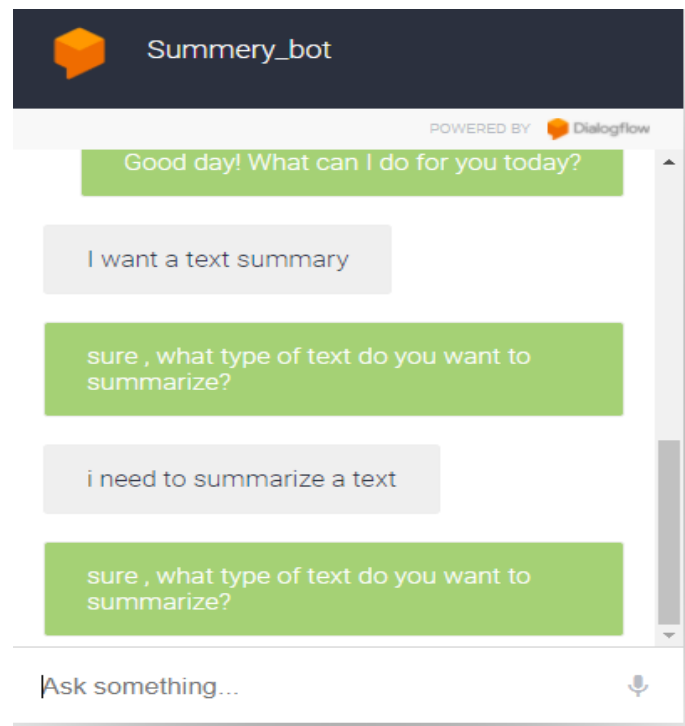 Summery_bot
POWERED BY Dialogflow
Good day! What can I do for you today?
I want a text summary
sure , what type of text do you want to
summarize?
i need to summarize a text
sure , what type of text do you want to
summarize?
Ask something...